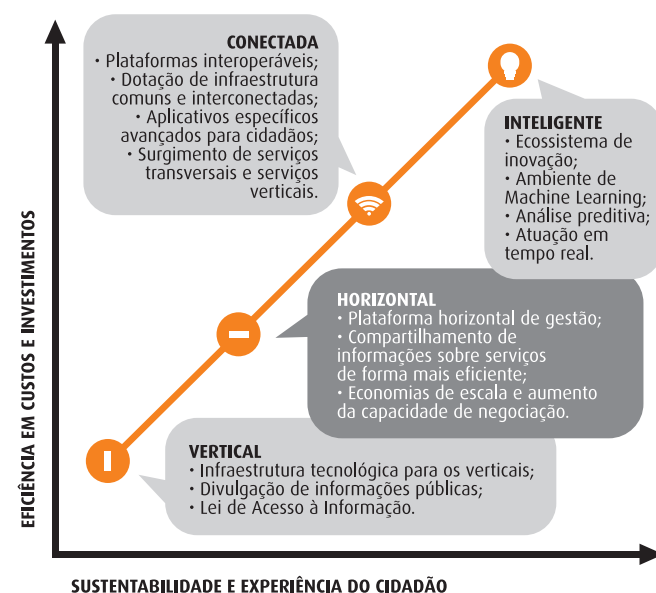 CONECTADA
• Plataformas interoperáveis;
• Dotação de infraestrutura
comuns e interconectadas;
• Aplicativos específicos
avançados para cidadãos;
• Surgimento de serviços
transversais e serviços
verticais.
INTELIGENTE
• Ecossistema de
inovação;
• Ambiente de
Machine Learning;
• Análise preditiva;
• Atuação em
tempo real.
HORIZONTAL
• Plataforma horizontal de gestão;
• Compartilhamento de
informações sobre serviços
de forma mais eficiente;
• Economias de escala e aumento
da capacidade de negociação.
VERTICAL
• Infraestrutura tecnológica para os verticais;
• Divulgação de informações públicas;
• Lei de Acesso à Informação.
EFICIÊNCIA EM CUSTOS E INVESTIMENTOS
SUSTENTABILIDADE E EXPERIÊNCIA DO CIDADÃO